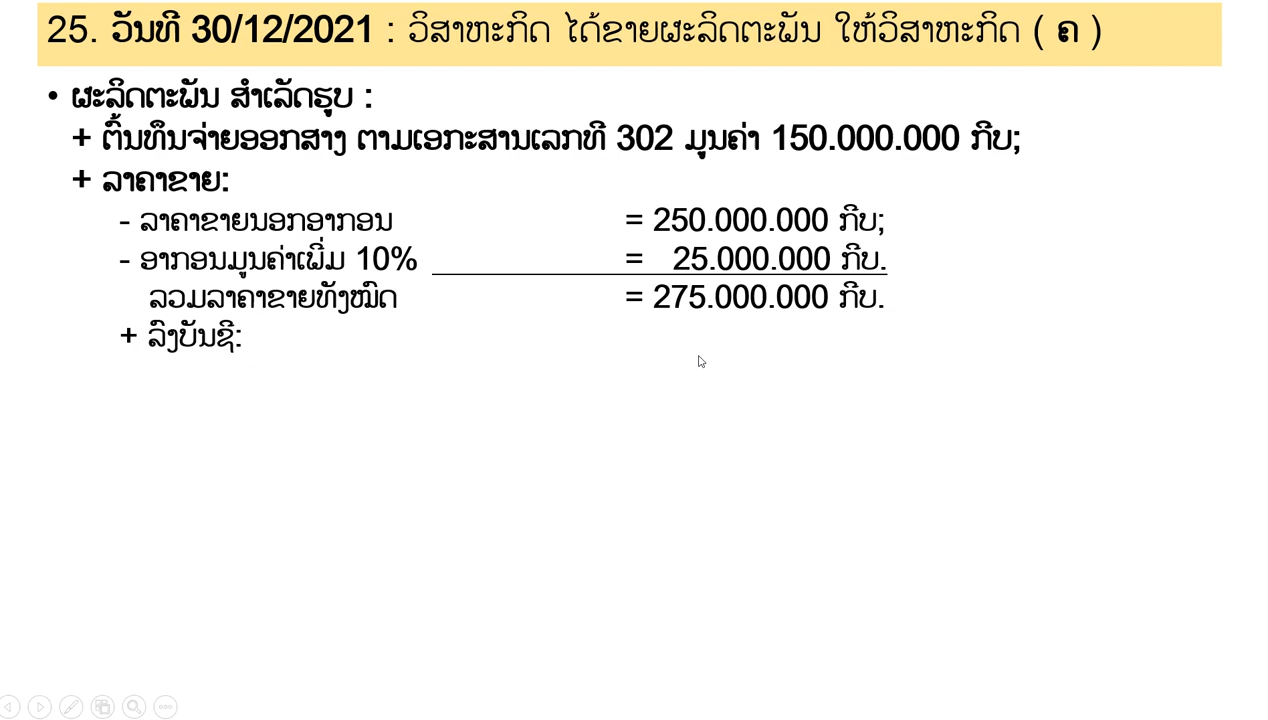 25. ວັນທີ 30/12/2021 : ວິສາຫະກິດ ໄດ້ຂາຍຜະລິດຕະພັນ ໃຫ້ວິສາຫະກິດ ( ຄ )
• ຜະລິດຕະພັນ ສຳເລັດຮູບ :
+ ຕົ້ນທຶນຈ່າຍອອກສາງ ຕາມເອກະສານເລກທີ 302 ມູນຄ່າ 150.000.000 ກີບ;
+ ລາຄາຂາຍ:
- ລາຄາຂາຍນອກອາກອນ = 250.000.000 ກີບ;
- ອາກອນມູນຄ່າເພີ່ມ 10% = 25.000.000 ກີບ.
ລວມລາຄາຂາຍທັງໝົດ = 275.000.000 ກີບ.
+ ລົງບັນຊີ: